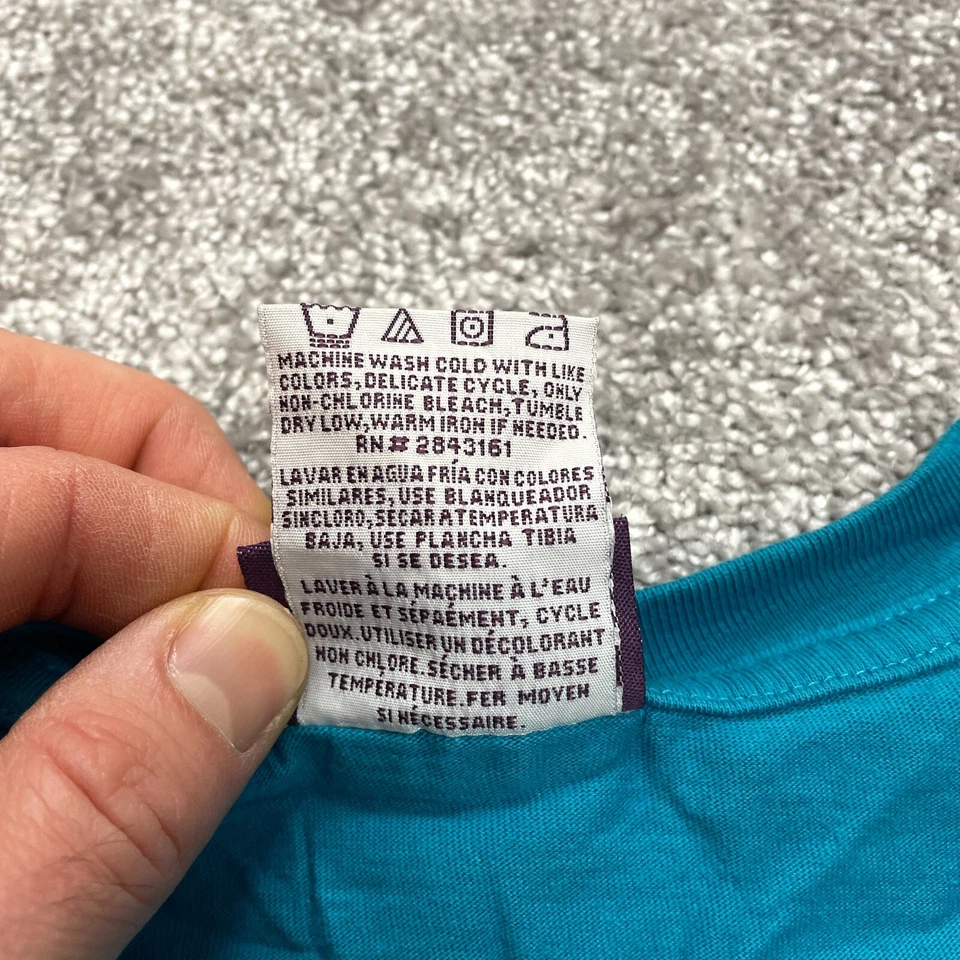 MACHINE WASH COLD WITH LIKE
COLORS, DELICATE CYCLE, ONLY
NON-CHLORINE BLEACH, TUMBLE
DRY LOW, WARM IRON IF NEEDED.
RN# 2843161
LAVAR EN AGUA FRÍA CON COLORES
SIMILARES, USE BLANQUEADOR
SINCLORO, SECAR A TEMPERATURA
BAJA, USE PLANCHA TIBIA
SI SE DESEA.
LAVER À LA MACHINE À L'EAU
FROIDE ET SÉPAÉMENT, CYCLE
DOUX.UTILISER UN DÉCOLORANT
NON CHLORE.SÉCHER À BASSE
TEMPÉRATURE.FER MOYEN
SI NÉCESSAIRE.